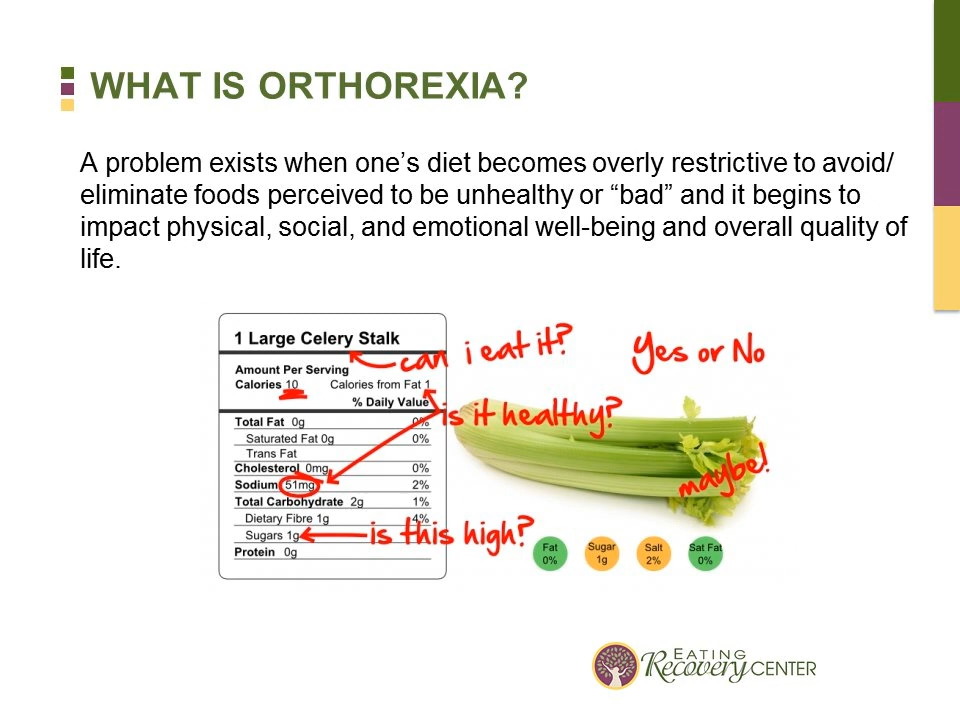 WHAT IS ORTHOREXIA?
A problem exists when one’s diet becomes overly restrictive to avoid/
eliminate foods perceived to be unhealthy or “bad” and it begins to
impact physical, social, and emotional well-being and overall quality of
life.
1 Large Celery Stalk
can i eat it?
Yes or No
Amount Per Serving
Calories 10 Calories from Fat 1
% Daily Value
is it healthy?
Total Fat 0g 0%
Saturated Fat 0g 0%
Trans Fat
Cholesterol 0mg 0%
maybe!
Sodium 51mg 2%
Total Carbohydrate 2g 1%
Dietary Fibre 1g 4%
Sugars 1g
is this high?
Protein 0g
Fat 0%
Sugar 1g
Salt 2%
Sat Fat 0%
EATING
Recovery CENTER